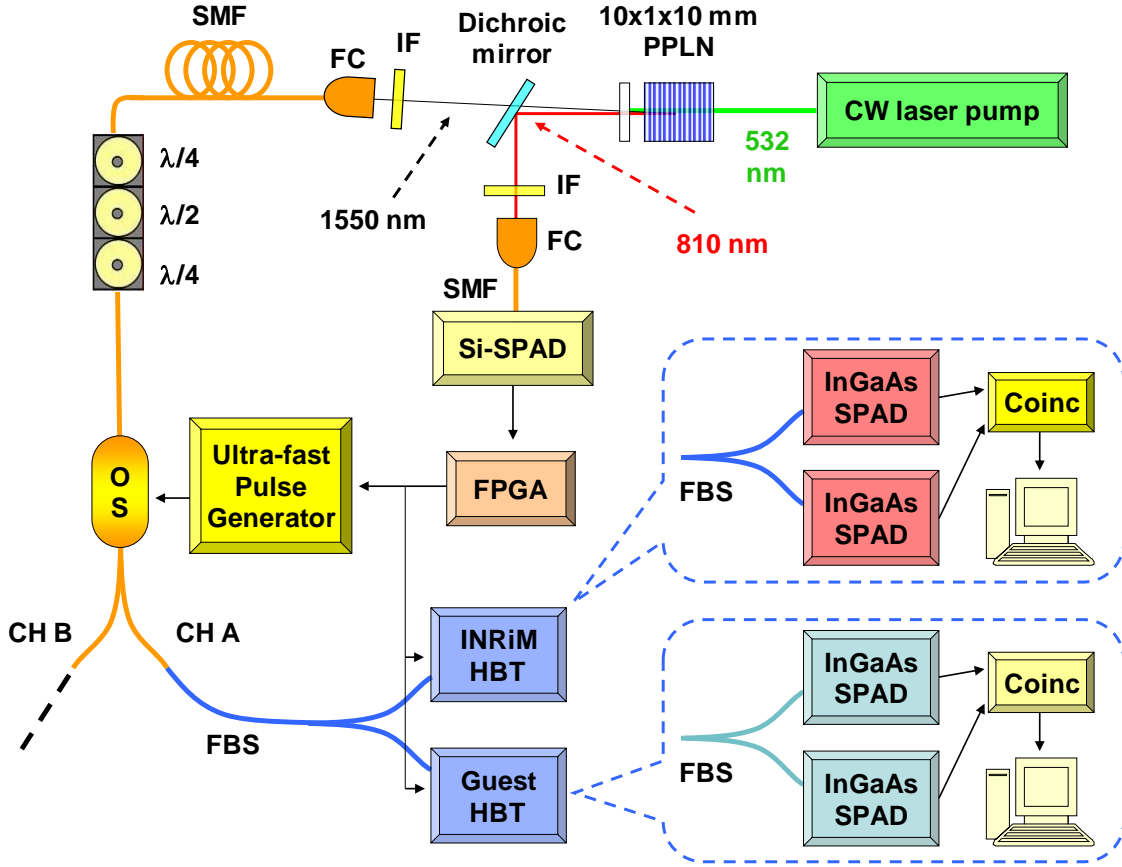 SMF
FC
IF
Dichroic
mirror
10x1x10 mm
PPLN
CW laser pump
532
nm
λ/4
λ/2
λ/4
1550 nm
IF
FC
810 nm
SMF
Si-SPAD
FPGA
Ultra-fast
Pulse
Generator
O
S
CH B
CH A
FBS
INRiM
HBT
Guest
HBT
FBS
InGaAs
SPAD
InGaAs
SPAD
Coinc
FBS
InGaAs
SPAD
InGaAs
SPAD
Coinc